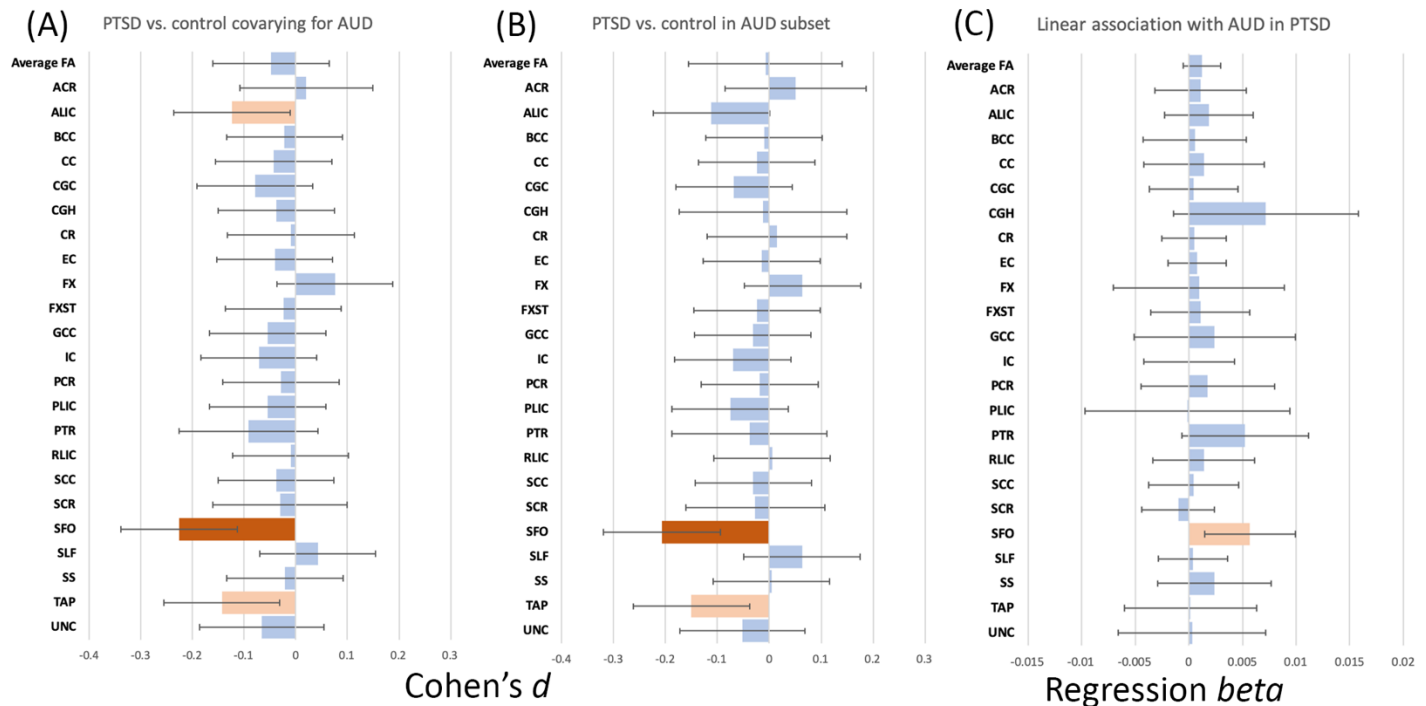 (A) PTSD vs. control covarying for AUD
Average FA
ACR
ALIC
BCC
CC
CGC
CGH
CR
EC
FX
FXST
GCC
IC
PCR
PLIC
PTR
RLIC
SCC
SCR
SFO
SLF
SS
TAP
UNC
-0.4 -0.3 -0.2 -0.1 0 0.1 0.2 0.3
(B) PTSD vs. control in AUD subset
Average FA
ACR
ALIC
BCC
CC
CGC
CGH
CR
EC
FX
FXST
GCC
IC
PCR
PLIC
PTR
RLIC
SCC
SCR
SFO
SLF
SS
TAP
UNC
-0.4 -0.3 -0.2 -0.1 0 0.1 0.2 0.3
Cohen's d
(C) Linear association with AUD in PTSD
Average FA
ACR
ALIC
BCC
CC
CGC
CGH
CR
EC
FX
FXST
GCC
IC
PCR
PLIC
PTR
RLIC
SCC
SCR
SFO
SLF
SS
TAP
UNC
-0.015 -0.01 -0.005 0 0.005 0.01 0.015 0.02
Regression beta